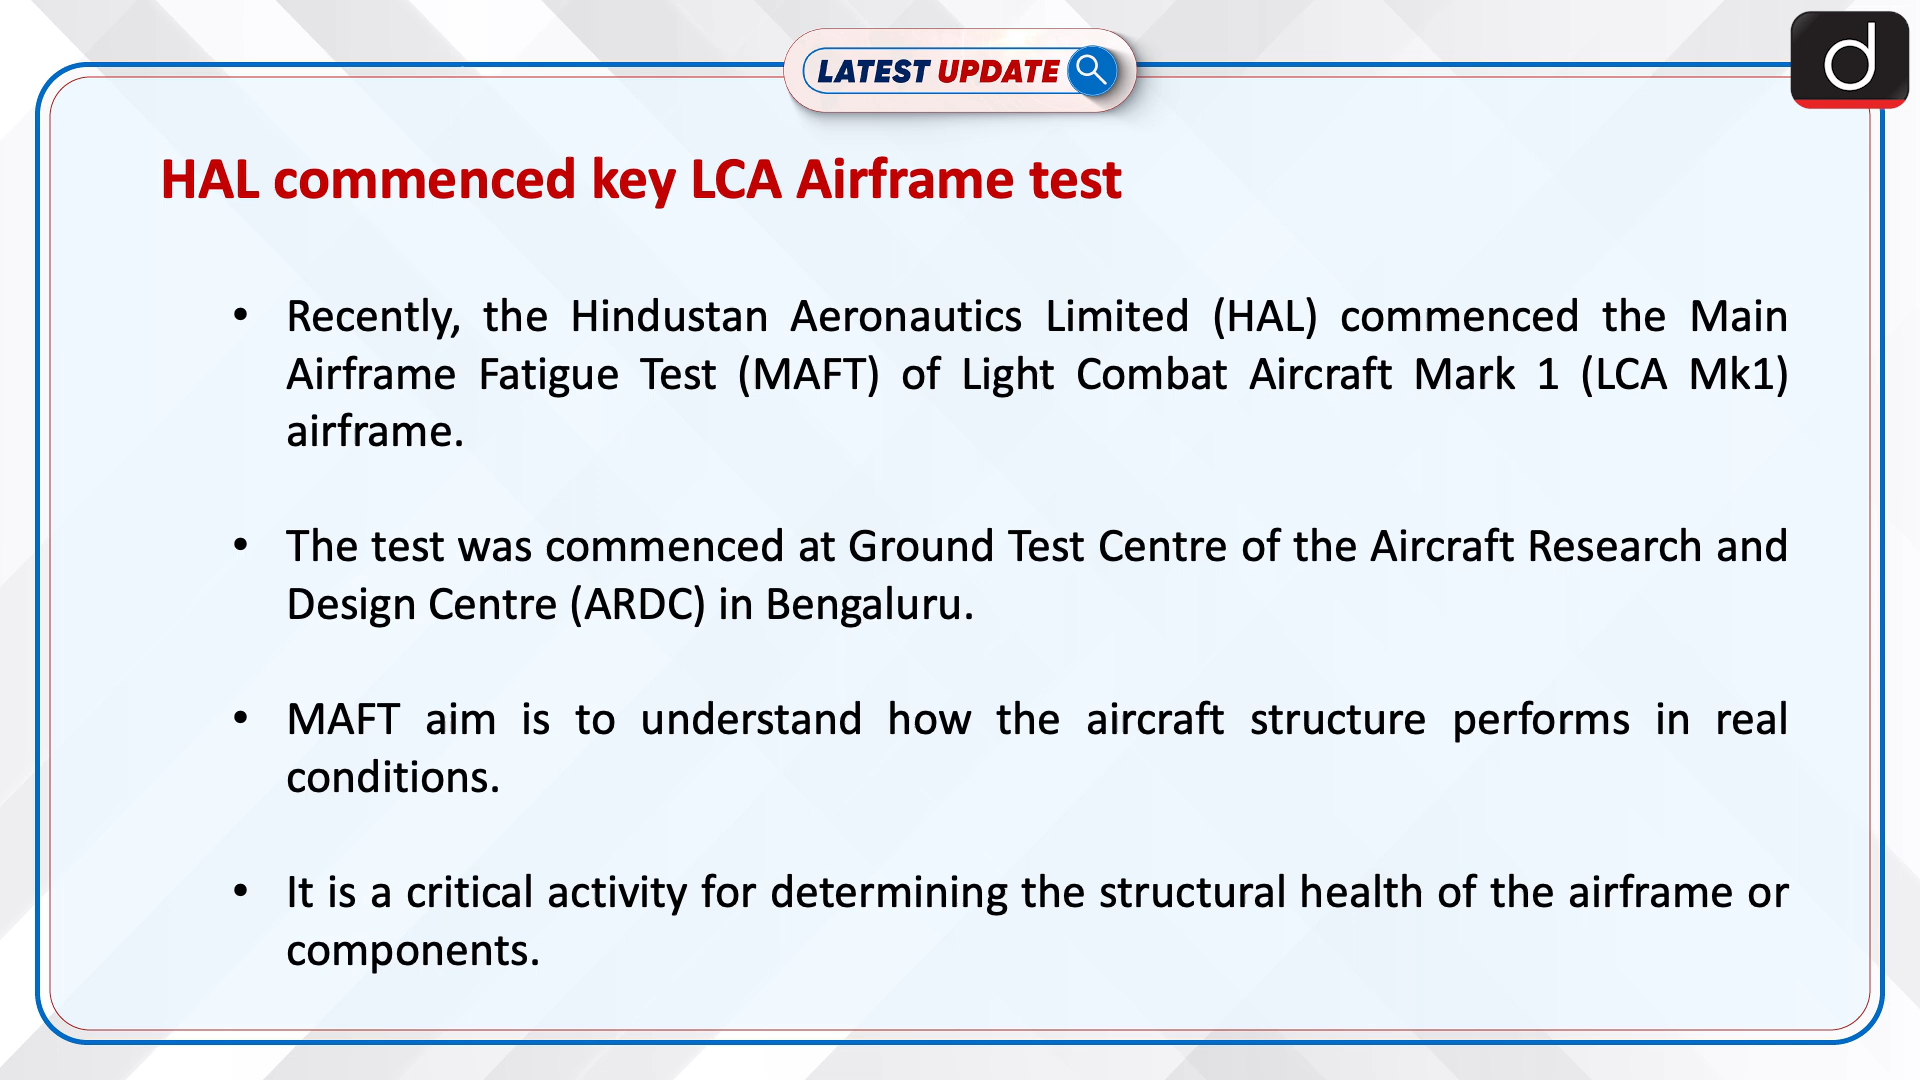 LATEST UPDATE
d
HAL commenced key LCA Airframe test
• Recently, the Hindustan Aeronautics Limited (HAL) commenced the Main
Airframe Fatigue Test (MAFT) of Light Combat Aircraft Mark 1 (LCA Mk1)
airframe.
• The test was commenced at Ground Test Centre of the Aircraft Research and
Design Centre (ARDC) in Bengaluru.
• MAFT aim is to understand how the aircraft structure performs in real
conditions.
• It is a critical activity for determining the structural health of the airframe or
components.